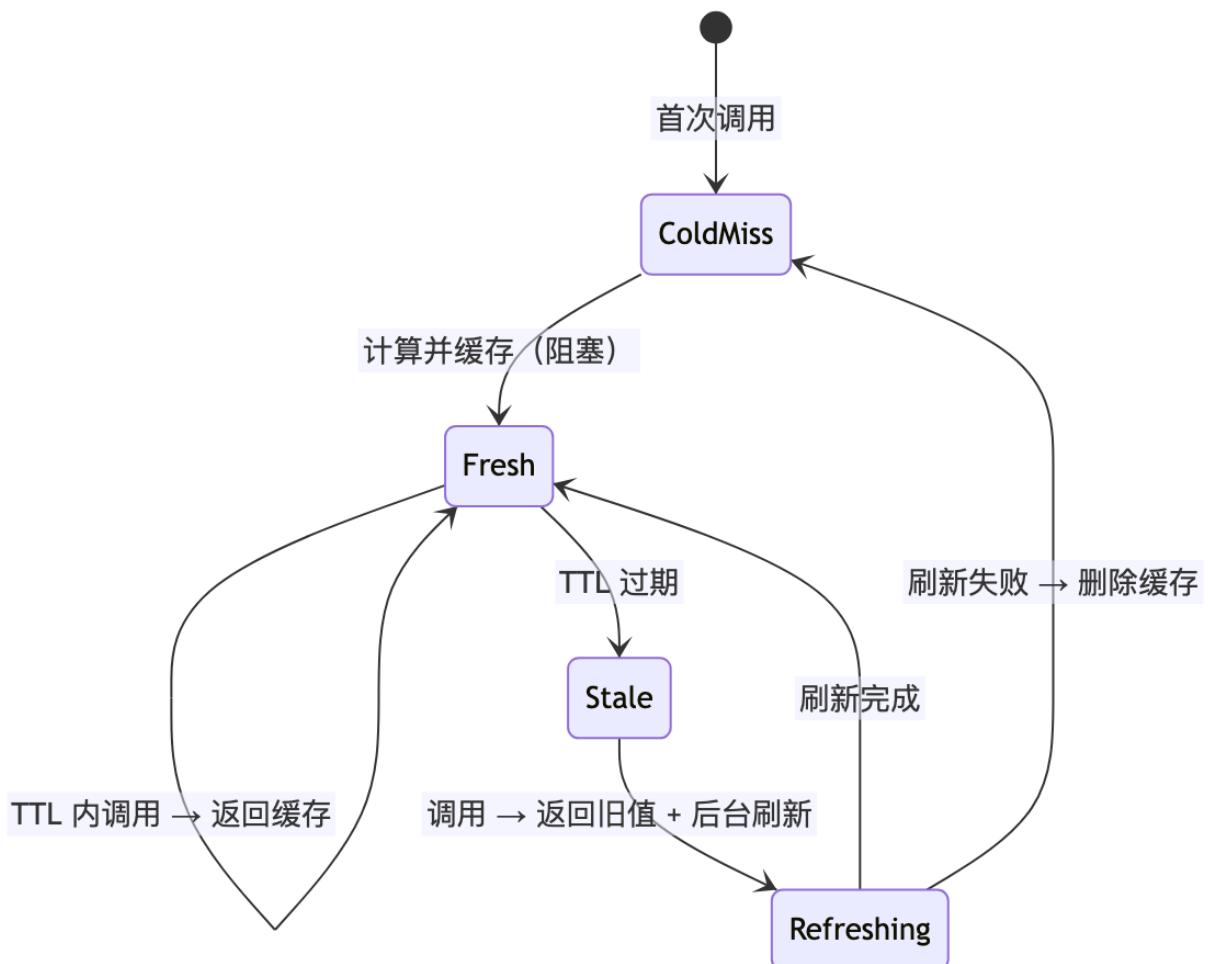 首次调用
ColdMiss
计算并缓存（阻塞）
Fresh
TTL 过期
刷新失败 → 删除缓存
Stale
刷新完成
TTL 内调用 → 返回缓存
调用 → 返回旧值 + 后台刷新
Refreshing